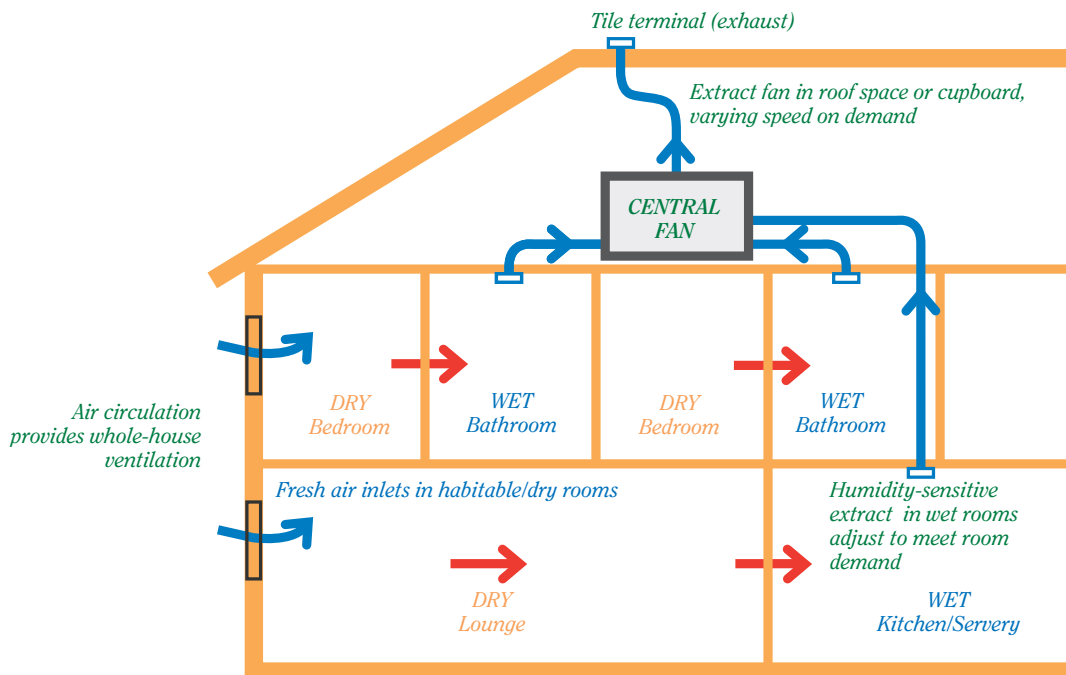 Tile terminal (exhaust)
Extract fan in roof space or cupboard,
varying speed on demand
CENTRAL
FAN
DRY
Bedroom
WET
Bathroom
DRY
Bedroom
WET
Bathroom
Air circulation
provides whole-house
ventilation
Fresh air inlets in habitable/dry rooms
Humidity-sensitive
extract in wet rooms
adjust to meet room
demand
DRY
Lounge
WET
Kitchen/Servery